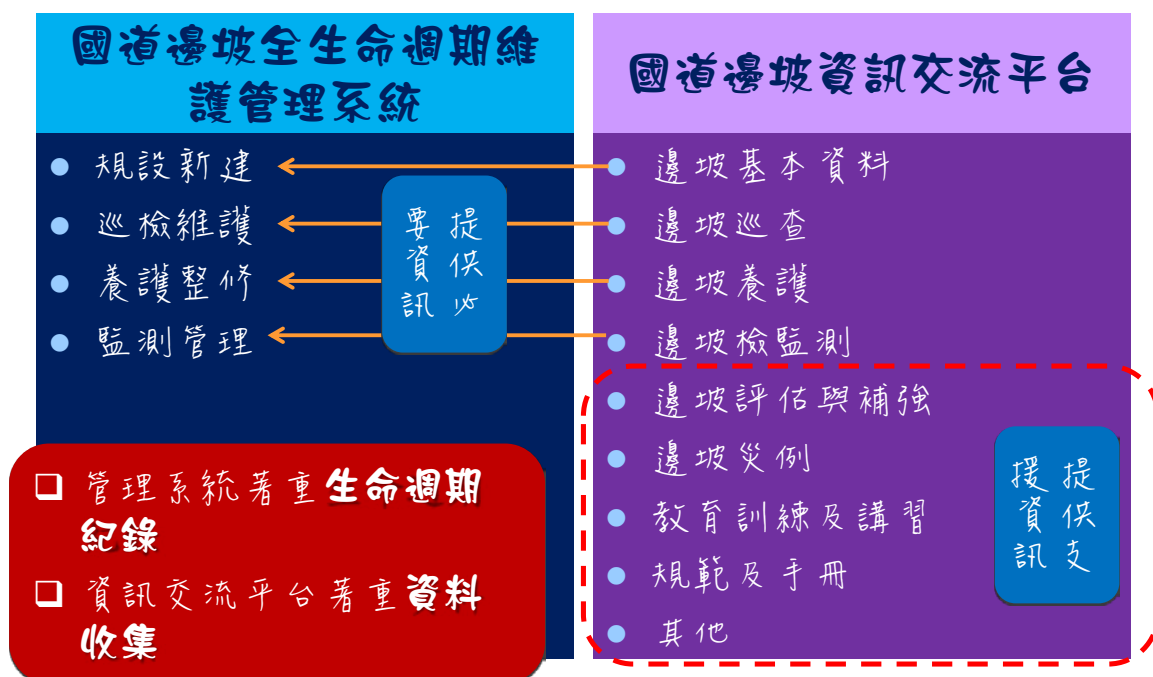 國道邊坡全生命週期維
護管理系統
● 規設新建
● 巡檢維護
● 養護整修
● 監測管理
提供必
要資訊
❑ 管理系統著重生命週期
紀錄
❑ 資訊交流平台著重資料
收集
國道邊坡資訊交流平台
● 邊坡基本資料
● 邊坡巡查
● 邊坡養護
● 邊坡檢監測
● 邊坡評估與補強
● 邊坡災例
● 教育訓練及講習
● 規範及手冊
● 其他
提供支
援資訊